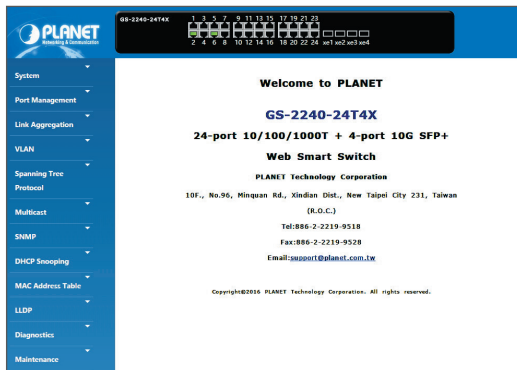 PLANET
Networking & Communication
GS-2240-24T4X
1 3 5 7 9 11 13 15 17 19 21 23
2 4 6 8 10 12 14 16 18 20 22 24 xe1 xe2 xe3 xe4
System
Port Management
Link Aggregation
VLAN
Spanning Tree
Protocol
Multicast
SNMP
DHCP Snooping
MAC Address Table
LLDP
Diagnostics
Maintenance
Welcome to PLANET
GS-2240-24T4X
24-port 10/100/1000T + 4-port 10G SFP+
Web Smart Switch
PLANET Technology Corporation
10F., No.96, Minquan Rd., Xindian Dist., New Taipei City 231, Taiwan
(R.O.C.)
Tel:886-2-2219-9518
Fax:886-2-2219-9528
Email:support@planet.com.tw
Copyright©2016 PLANET Technology Corporation. All rights reserved.